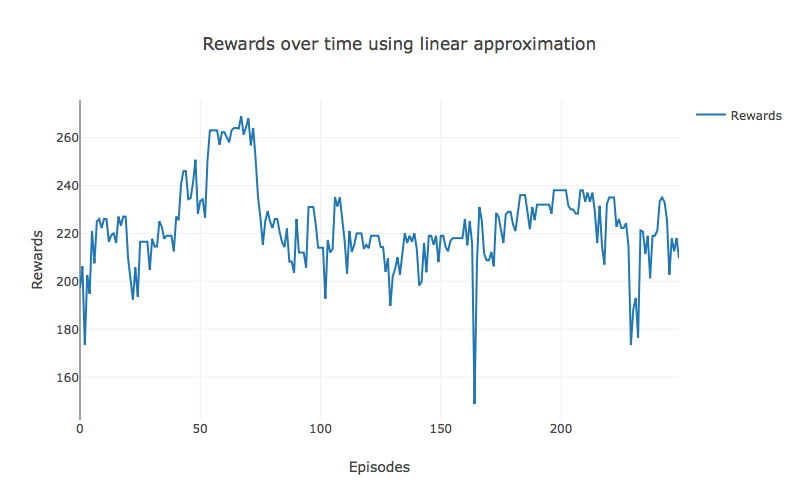 Rewards over time using linear approximation
Rewards
260
240
220
200
180
160
Rewards
0 50 100 150 200
Episodes